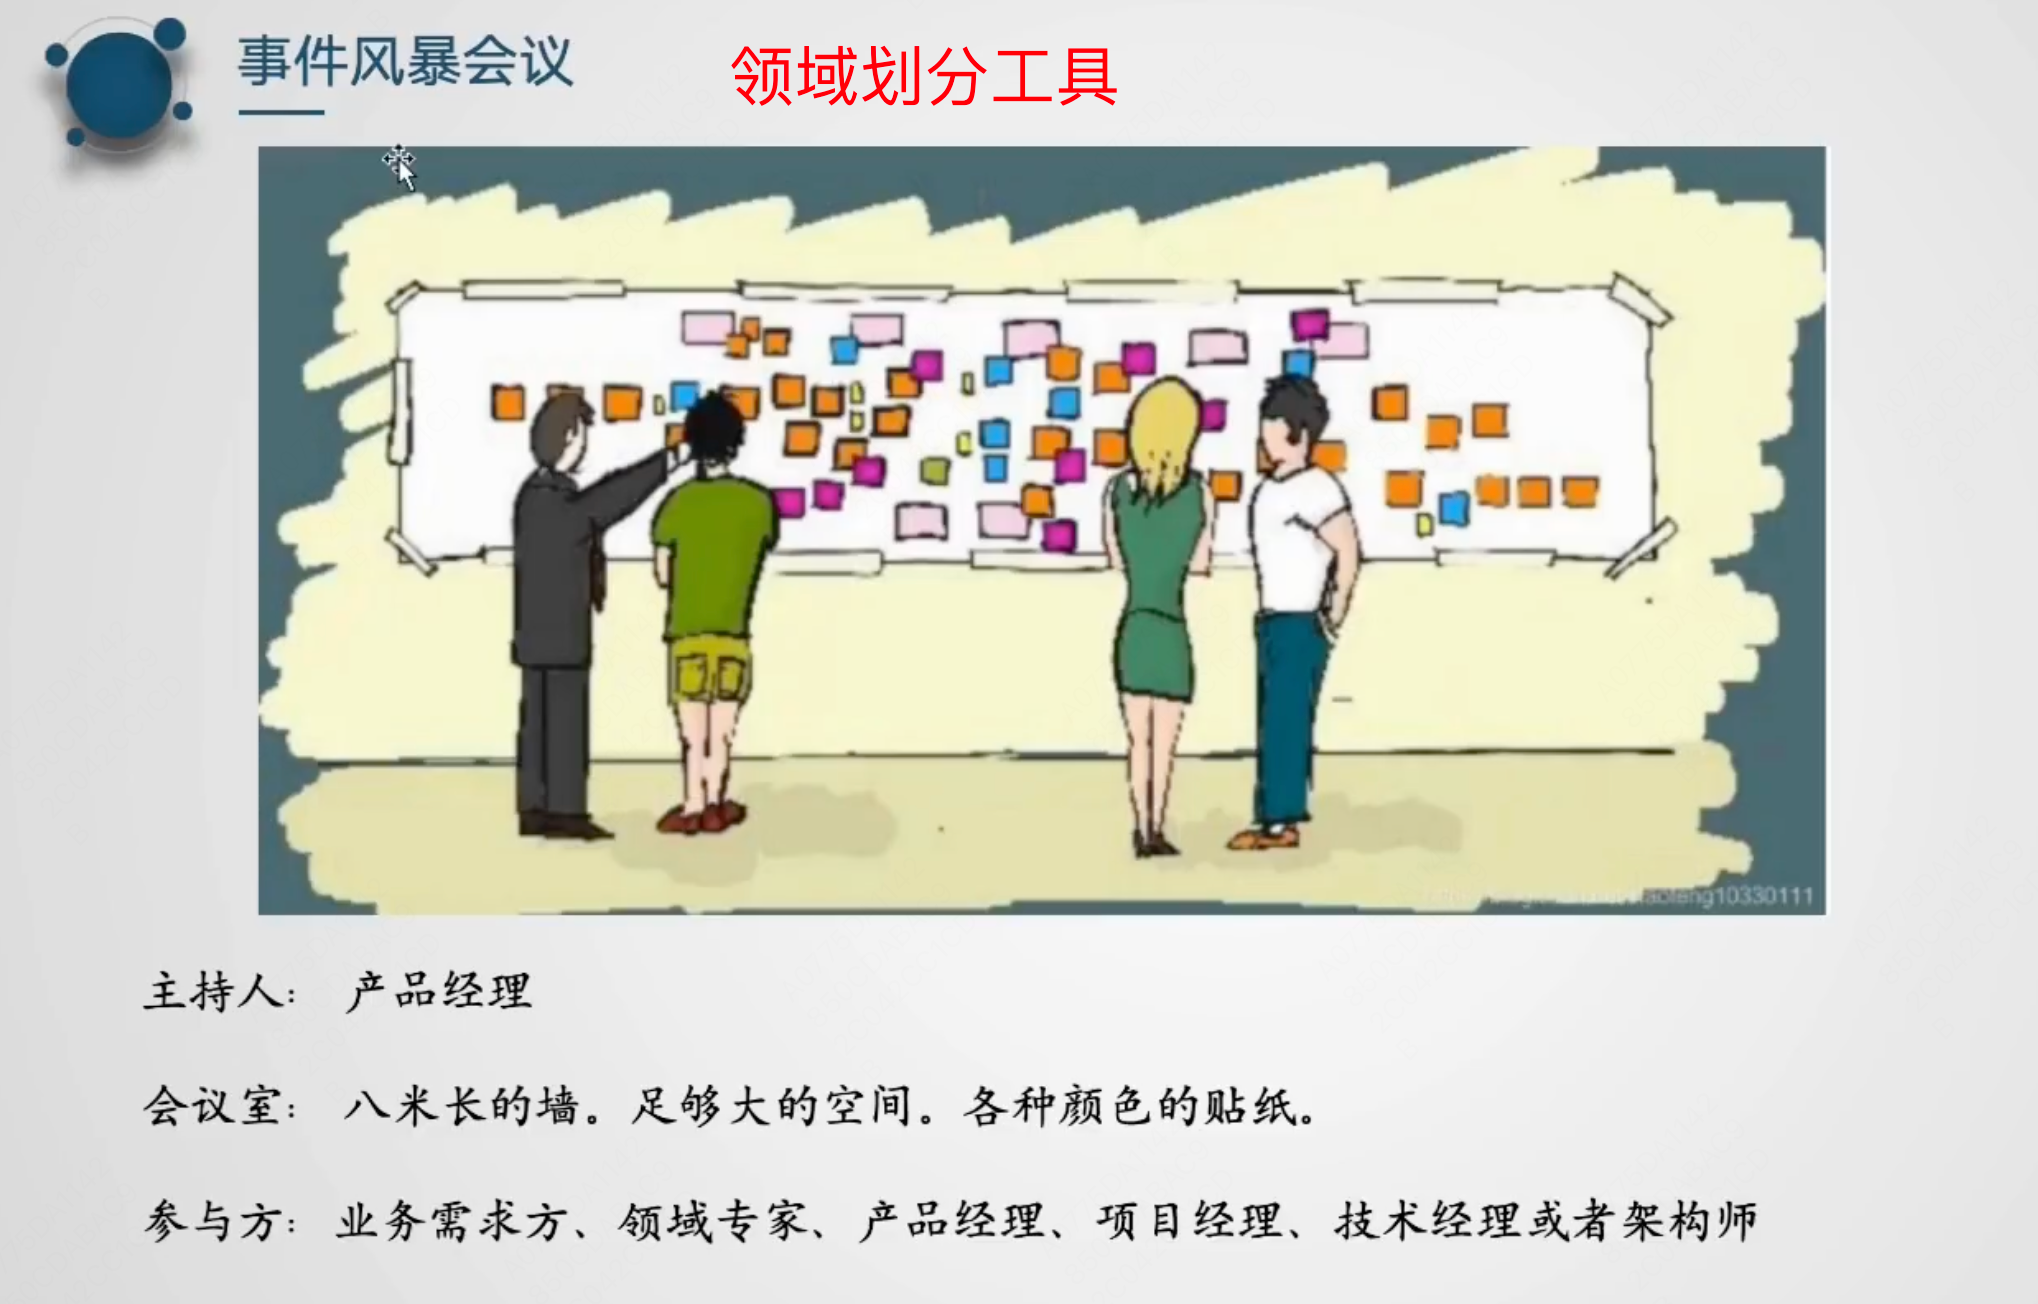 事件风暴会议
领域划分工具
主持人： 产品经理
会议室： 八米长的墙。足够大的空间。各种颜色的贴纸。
参与方： 业务需求方、领域专家、产品经理、项目经理、技术经理或者架构师